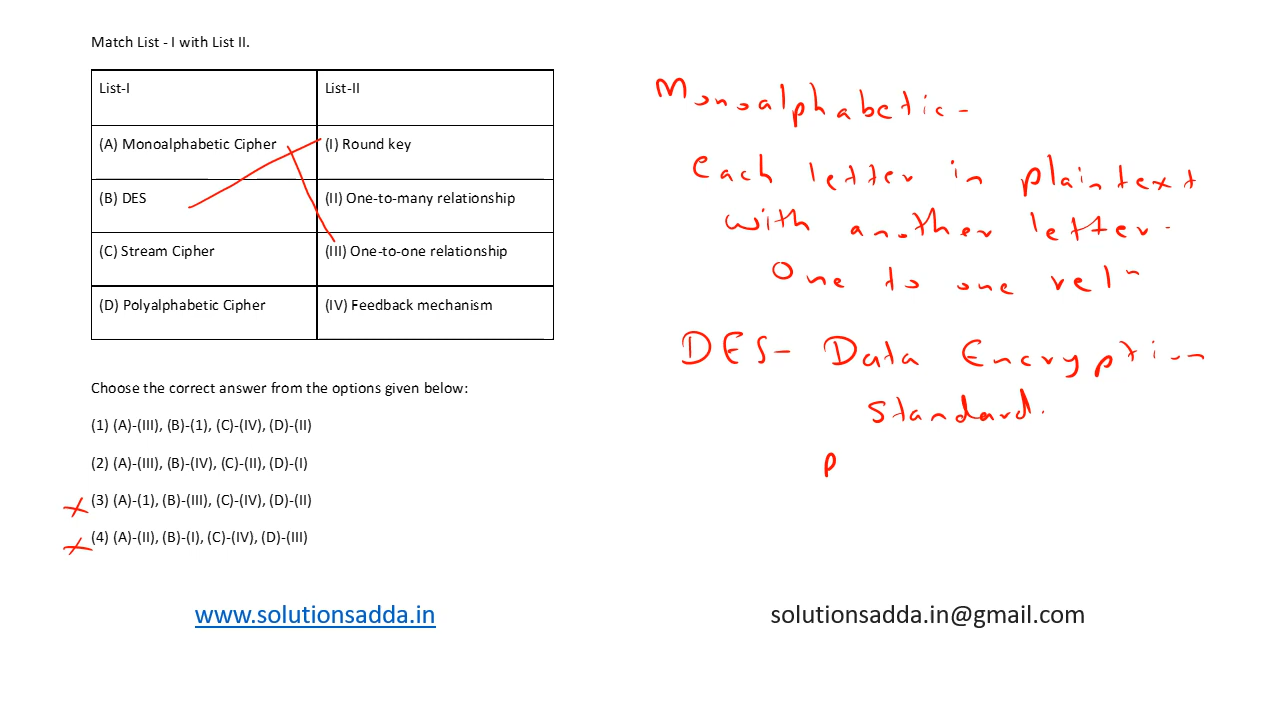 Match List - I with List II.
List-I List-II
(A) Monoalphabetic Cipher (I) Round key
(B) DES (II) One-to-many relationship
(C) Stream Cipher (III) One-to-one relationship
(D) Polyalphabetic Cipher (IV) Feedback mechanism
Choose the correct answer from the options given below:
(1) (A)-(III), (B)-(1), (C)-(IV), (D)-(II)
(2) (A)-(III), (B)-(IV), (C)-(II), (D)-(I)
(3) (A)-(1), (B)-(III), (C)-(IV), (D)-(II)
(4) (A)-(II), (B)-(I), (C)-(IV), (D)-(III)
Monoalphabetic -
Each letter in plaintext
with another letter.
One to one rel^n
DES - Data Encryption
Standard.
P
www.solutionsadda.in
solutionsadda.in@gmail.com